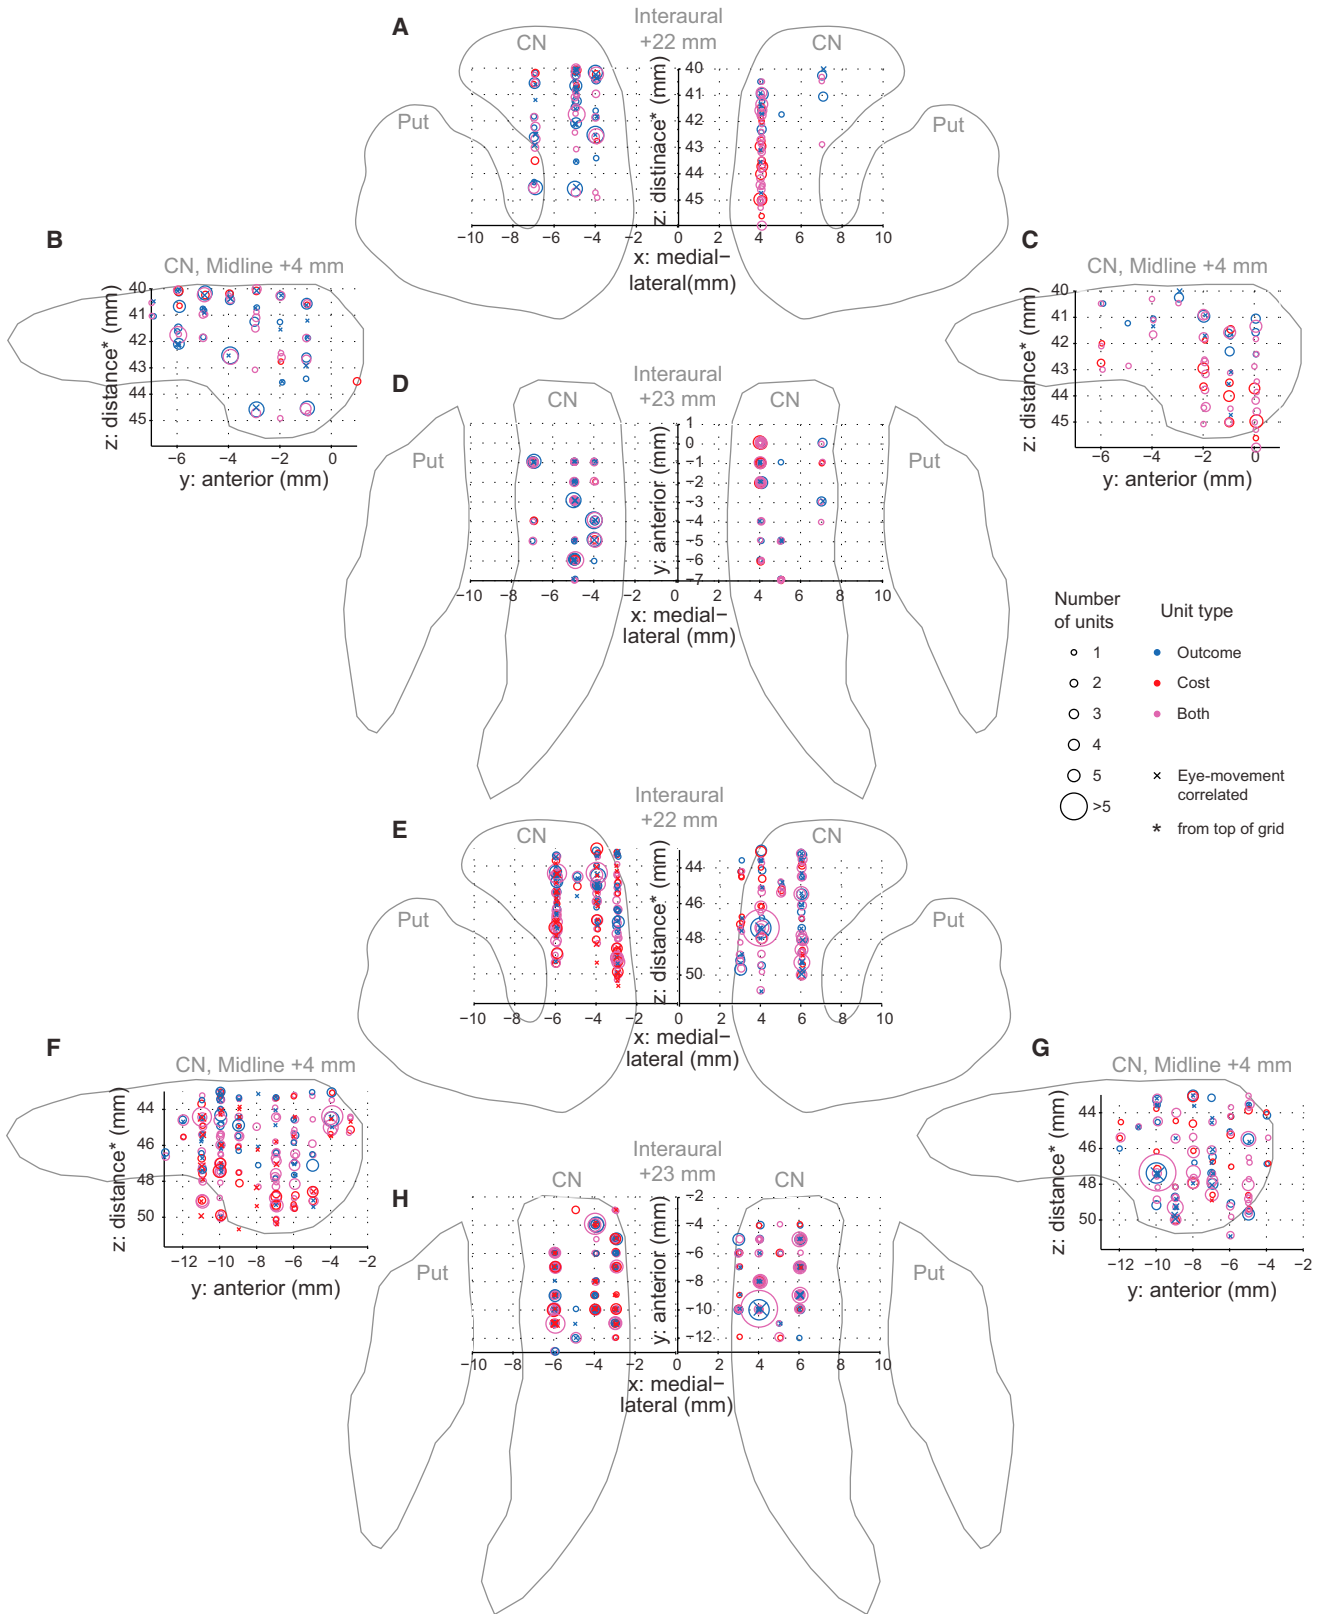 A
Interaural
+22 mm
CN
CN
Put
Put
z: distinace* (mm)
40
41
42
43
44
45
−10 −8 −6 −4 −2 0 2 4 6 8 10
x: medial−
lateral(mm)
B
CN, Midline +4 mm
z: distance* (mm)
40
41
42
43
44
45
−6 −4 −2 0
y: anterior (mm)
C
CN, Midline +4 mm
z: distance* (mm)
40
41
42
43
44
45
−6 −4 −2 0
y: anterior (mm)
D
Interaural
+23 mm
CN
CN
Put
Put
y: anterior (mm)
1
0
−1
−2
−3
−4
−5
−6
−7
−10 −8 −6 −4 −2 0 2 4 6 8 10
x: medial−
lateral (mm)
Number
of units
1
2
3
4
5
>5
Unit type
Outcome
Cost
Both
× Eye-movement
correlated
* from top of grid
E
Interaural
+22 mm
CN
CN
Put
Put
z: distance* (mm)
44
46
48
50
−10 −8 −6 −4 −2 0 2 4 6 8 10
x: medial−
lateral (mm)
F
CN, Midline +4 mm
z: distance* (mm)
44
46
48
50
−12 −10 −8 −6 −4 −2
y: anterior (mm)
G
CN, Midline +4 mm
z: distance* (mm)
44
46
48
50
−12 −10 −8 −6 −4 −2
y: anterior (mm)
H
Interaural
+23 mm
CN
CN
Put
Put
y: anterior (mm)
−2
−4
−6
−8
−10
−12
−10 −8 −6 −4 −2 0 2 4 6 8 10
x: medial−
lateral (mm)